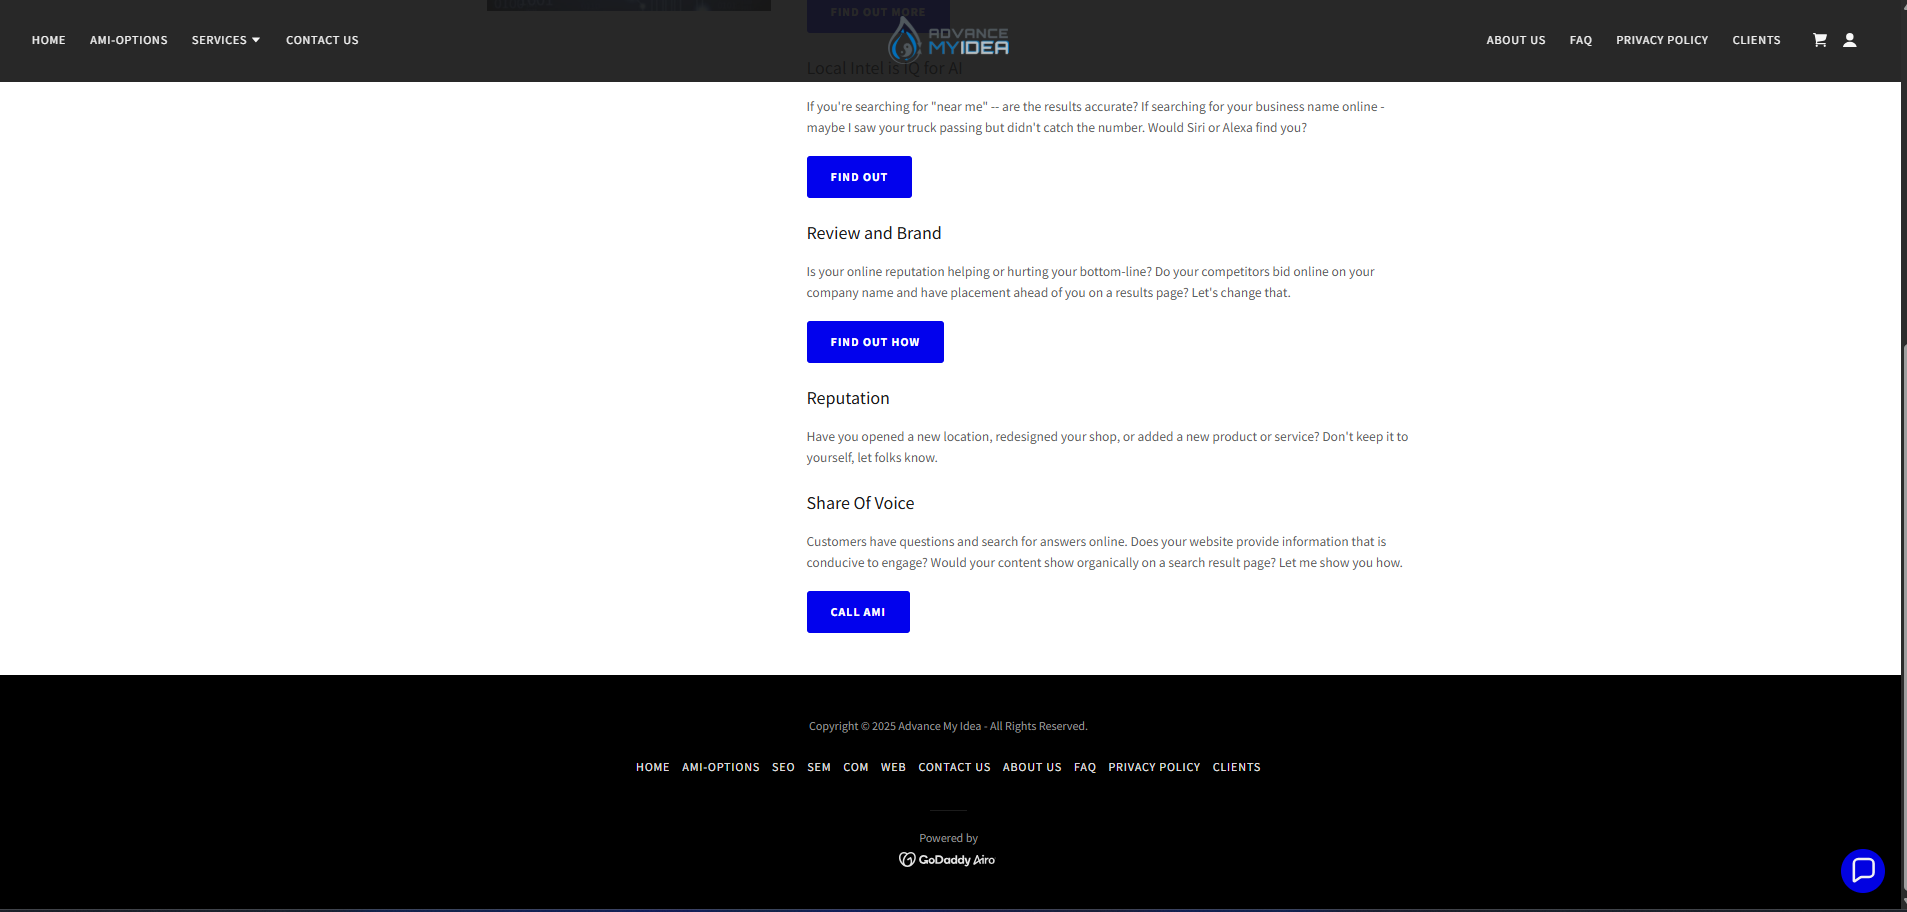 FIND OUT MORE
HOME AMI-OPTIONS SERVICES CONTACT US
ADVANCE
MYIDEA
ABOUT US FAQ PRIVACY POLICY CLIENTS
Local Intel is IQ for AI
If you're searching for "near me" -- are the results accurate? If searching for your business name online -
maybe I saw your truck passing but didn't catch the number. Would Siri or Alexa find you?
FIND OUT
Review and Brand
Is your online reputation helping or hurting your bottom-line? Do your competitors bid online on your
company name and have placement ahead of you on a results page? Let's change that.
FIND OUT HOW
Reputation
Have you opened a new location, redesigned your shop, or added a new product or service? Don't keep it to
yourself, let folks know.
Share Of Voice
Customers have questions and search for answers online. Does your website provide information that is
conducive to engage? Would your content show organically on a search result page? Let me show you how.
CALL AMI
Copyright © 2025 Advance My Idea - All Rights Reserved.
HOME AMI-OPTIONS SEO SEM COM WEB CONTACT US ABOUT US FAQ PRIVACY POLICY CLIENTS
Powered by
GoDaddy Airo